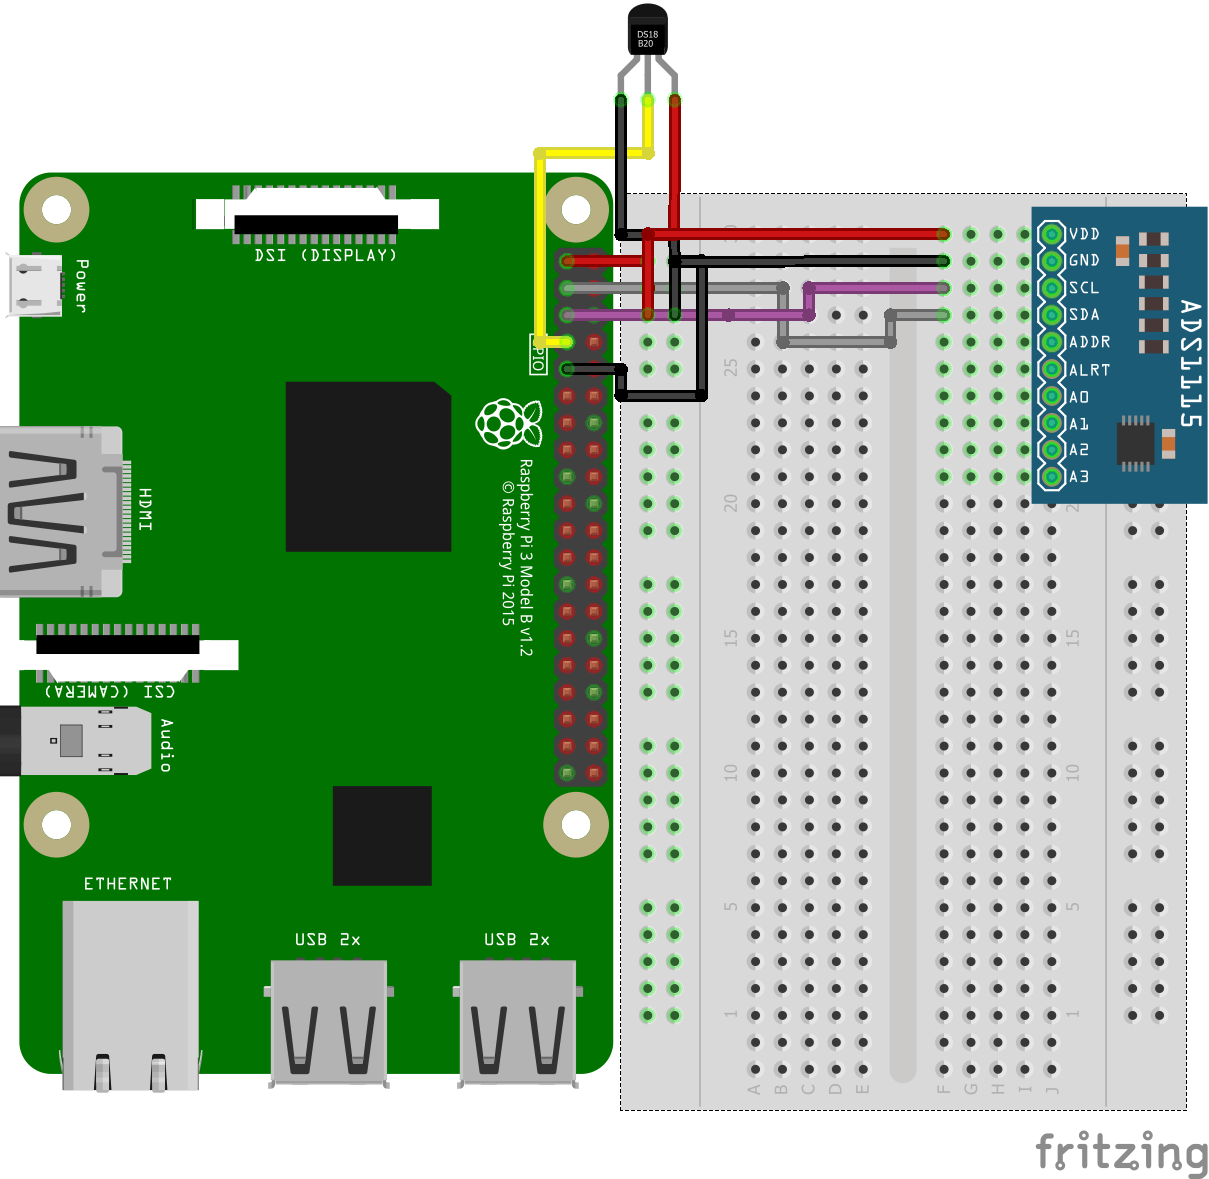 DS18
B20
DSI (DISPLAY)
Power
VDD
GND
SCL
SDA
ADDR
ALRT
A0
A1
A2
A3
ADS1115
HDMI
Raspberry Pi 3 Model B v1.2
© Raspberry Pi 2015
CSI (CAMERA)
Audio
ETHERNET
USB 2x
USB 2x
25
20
15
15
10
10
5
5
1
1
A B C D E F G H I J
fritzing